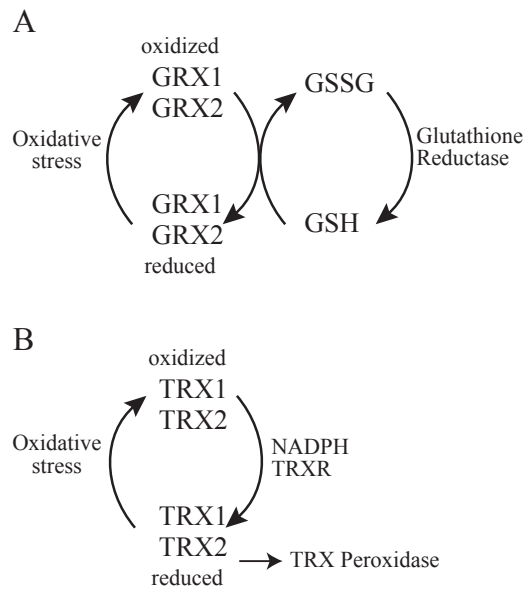 A
oxidized
GRX1
GRX2
GSSG
Oxidative
stress
Glutathione
Reductase
GRX1
GRX2
GSH
reduced
B
oxidized
TRX1
TRX2
Oxidative
stress
NADPH
TRXR
TRX1
TRX2
TRX Peroxidase
reduced